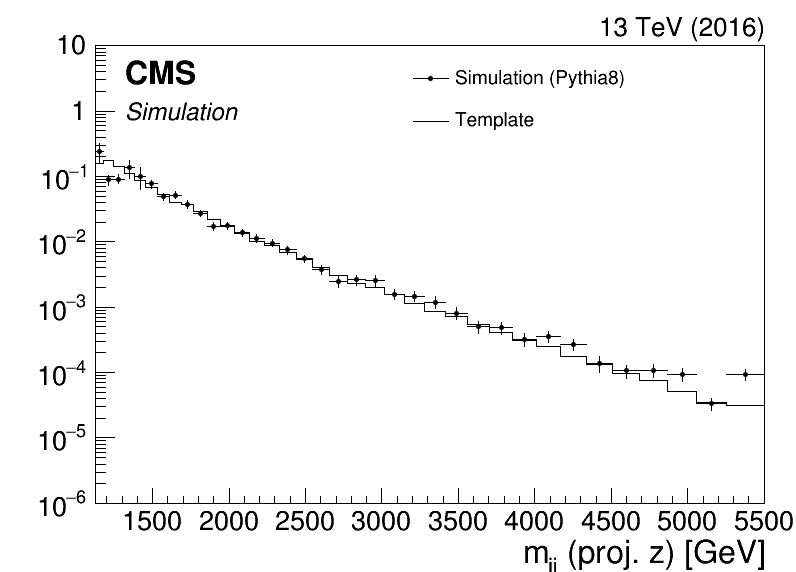 13 TeV (2016)
CMS
Simulation
Simulation (Pythia8)
Template
10
1
10⁻¹
10⁻²
10⁻³
10⁻⁴
10⁻⁵
10⁻⁶
1500 2000 2500 3000 3500 4000 4500 5000 5500
m_jj (proj. z) [GeV]